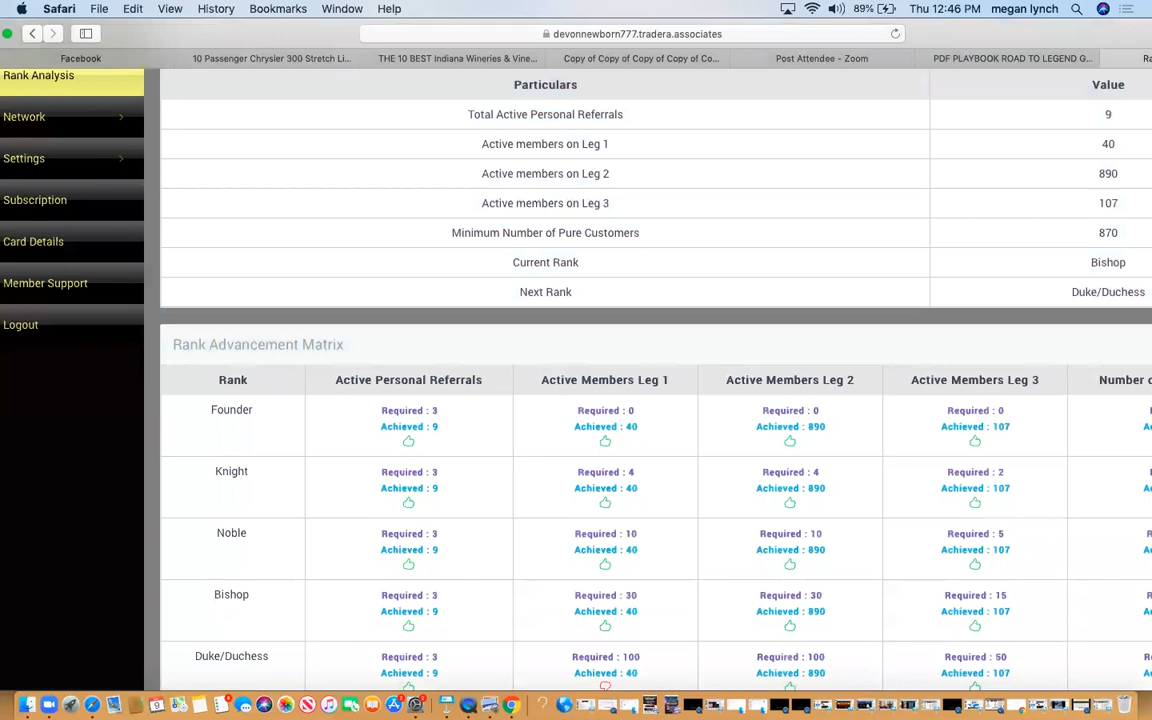 Safari File Edit View History Bookmarks Window Help 89% Thu 12:46 PM megan lynch
devonnewborn777.tradera.associates
Facebook 10 Passenger Chrysler 300 Stretch Li... THE 10 BEST Indiana Wineries & Vine... Copy of Copy of Copy of Copy of Co... Post Attendee - Zoom PDF PLAYBOOK ROAD TO LEGEND G... Ra
Rank Analysis
Network
Settings
Subscription
Card Details
Member Support
Logout
Particulars Value
Total Active Personal Referrals 9
Active members on Leg 1 40
Active members on Leg 2 890
Active members on Leg 3 107
Minimum Number of Pure Customers 870
Current Rank Bishop
Next Rank Duke/Duchess
Rank Advancement Matrix
Rank Active Personal Referrals Active Members Leg 1 Active Members Leg 2 Active Members Leg 3 Number o
Founder Required : 3 Required : 0 Required : 0 Required : 0
Achieved : 9 Achieved : 40 Achieved : 890 Achieved : 107
Knight Required : 3 Required : 4 Required : 4 Required : 2
Achieved : 9 Achieved : 40 Achieved : 890 Achieved : 107
Noble Required : 3 Required : 10 Required : 10 Required : 5
Achieved : 9 Achieved : 40 Achieved : 890 Achieved : 107
Bishop Required : 3 Required : 30 Required : 30 Required : 15
Achieved : 9 Achieved : 40 Achieved : 890 Achieved : 107
Duke/Duchess Required : 3 Required : 100 Required : 100 Required : 50
Achieved : 9 Achieved : 40 Achieved : 890 Achieved : 107